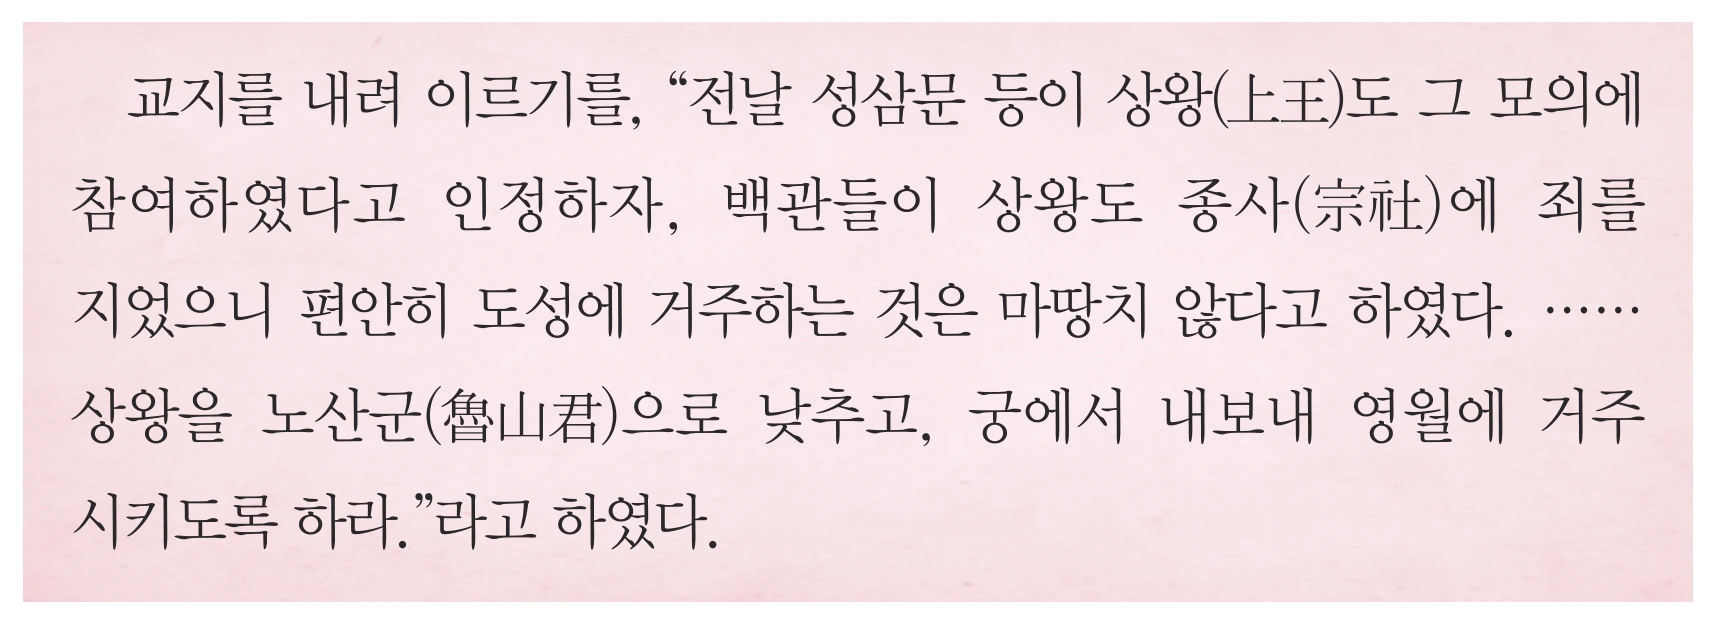 교지를 내려 이르기를, “전날 성삼문 등이 상왕(上王)도 그 모의에
참여하였다고 인정하자, 백관들이 상왕도 종사(宗社)에 죄를
지었으니 편안히 도성에 거주하는 것은 마땅치 않다고 하였다. ……
상왕을 노산군(魯山君)으로 낮추고, 궁에서 내보내 영월에 거주
시키도록 하라.”라고 하였다.